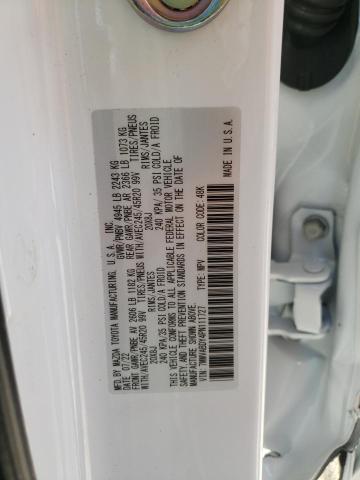 MFD BY MAZDA TOYOTA MANUFACTURING, U.S.A., INC.
DATE: 07/22 GVWR/PNBV 4945 LB 2243 KG
FRONT GAWR/PNBE AV 2606 LB 1182 KG REAR GAWR/PNBE AR 2366 LB 1073 KG
WITH/AVEC 245/45R20 99V TIRES/PNEUS WITH/AVEC 245/45R20 99V TIRES/PNEUS
20X8J RIMS/JANTES 20X8J RIMS/JANTES
240 KPA/35 PSI COLD/A FROID 240 KPA/35 PSI COLD/A FROID
THIS VEHICLE CONFORMS TO ALL APPLICABLE FEDERAL MOTOR VEHICLE
SAFETY AND THEFT PREVENTION STANDARDS IN EFFECT ON THE DATE OF
MANUFACTURE SHOWN ABOVE.
VIN: TYPE: MPV COLOR CODE: 48K
MADE IN U.S.A.